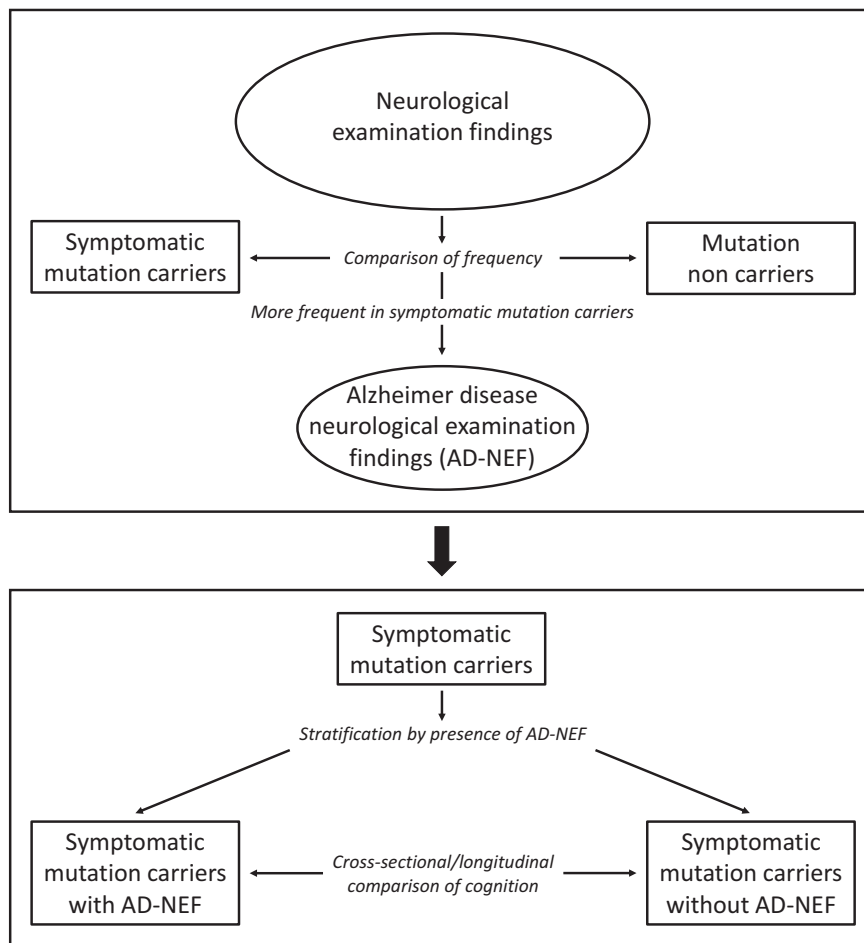 Neurological
examination findings
Symptomatic
mutation carriers
Comparison of frequency
Mutation
non carriers
More frequent in symptomatic mutation carriers
Alzheimer disease
neurological examination
findings (AD-NEF)
Symptomatic
mutation carriers
Stratification by presence of AD-NEF
Symptomatic
mutation carriers
with AD-NEF
Cross-sectional/longitudinal
comparison of cognition
Symptomatic
mutation carriers
without AD-NEF